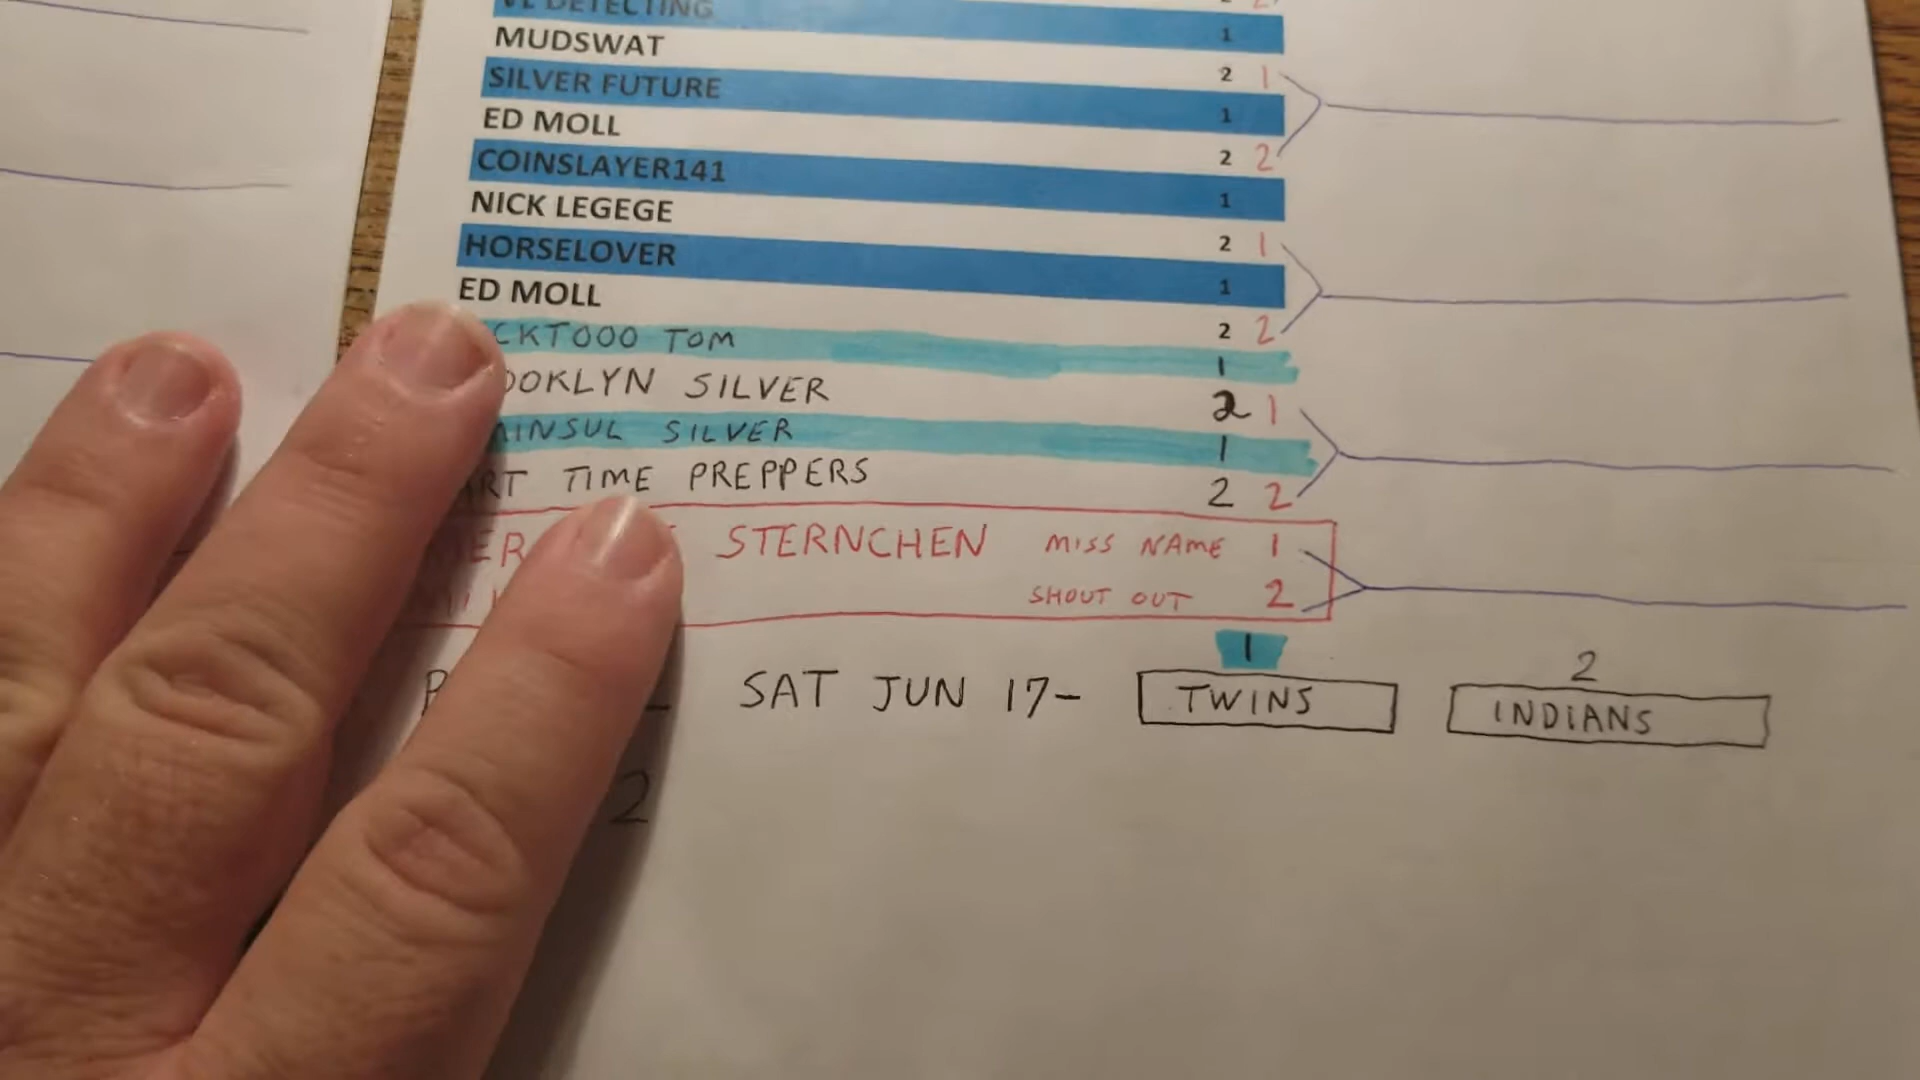 DETECTING 1
MUDSWAT 2 1
SILVER FUTURE 1
ED MOLL 2 2
COINSLAYER141 1
NICK LEGEGE 2 1
HORSELOVER 1
ED MOLL 2 2
CKTOOO TOM 1
OOKLYN SILVER 2 1
INSUL SILVER 1
ART TIME PREPPERS 2 2
STERNCHEN MISS NAME 1
SHOUT OUT 2
1 2
SAT JUN 17- TWINS INDIANS
2